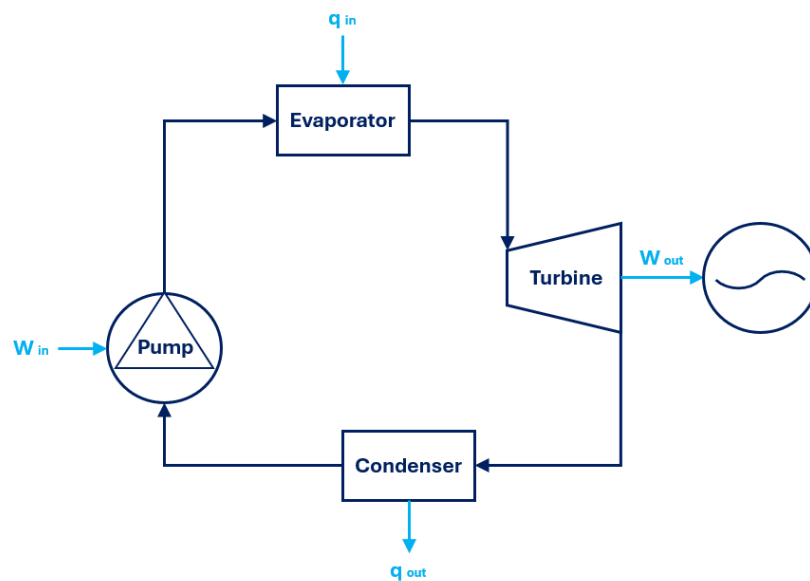 q in
Evaporator
W out
Turbine
W in
Pump
Condenser
q out